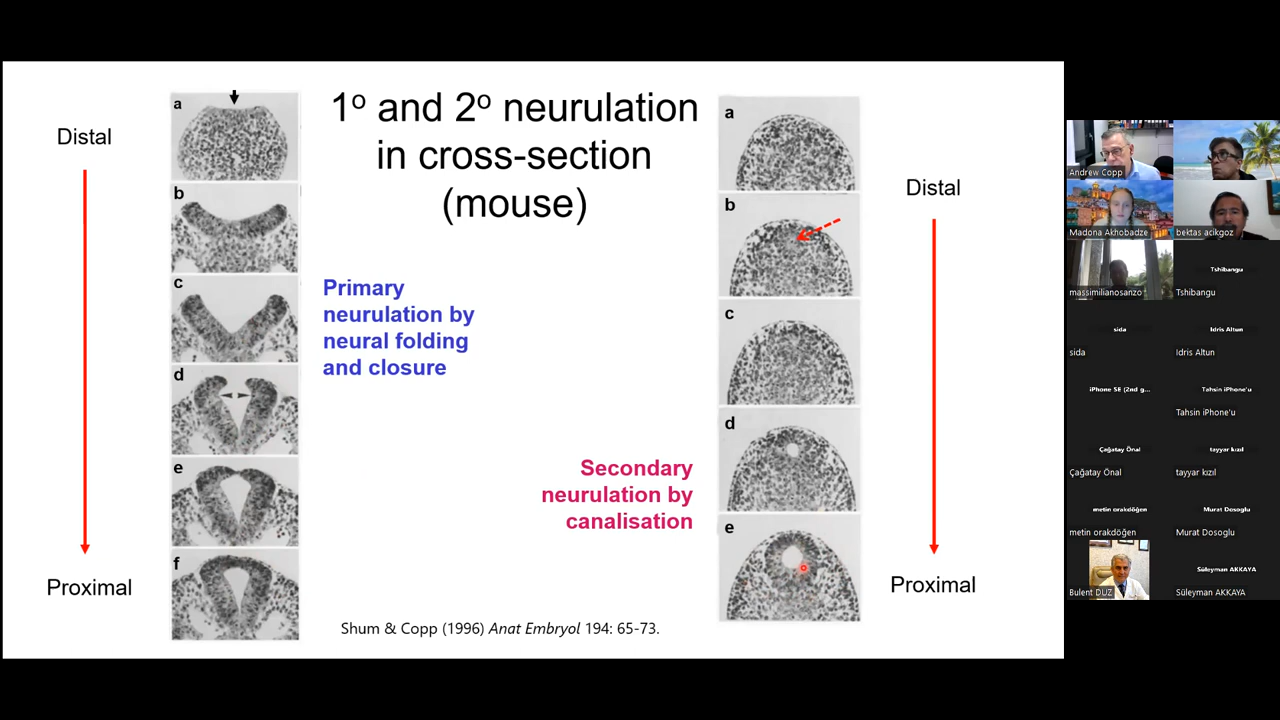 1º and 2º neurulation
in cross-section
(mouse)
Distal
Proximal
a
b
c
d
e
f
Primary
neurulation by
neural folding
and closure
Secondary
neurulation by
canalisation
a
b
c
d
e
Distal
Proximal
Shum & Copp (1996) Anat Embryol 194: 65-73.
Andrew Copp
Madona Akhobadze
bektas acikgoz
massimilianosanzo
Tshibangu
Tshibangu
sida
sida
Idris Altun
Idris Altun
iPhone SE (2nd g...
Tahsin iPhone'u
Tahsin iPhone'u
Çağatay Önal
Çağatay Önal
tayyar kızıl
tayyar kızıl
metin orakdöğen
metin orakdöğen
Murat Dosoglu
Murat Dosoglu
Bulent DUZ
Süleyman AKKAYA
Süleyman AKKAYA